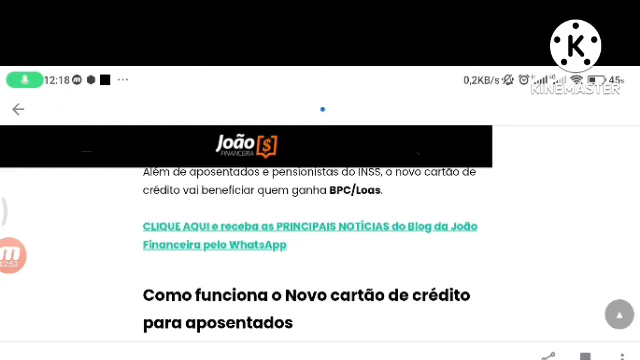 K
KINEMASTER
12:18 ··· 0,2KB/s 45%
João
FINANCEIRA
Além de aposentados e pensionistas do INSS, o novo cartão de
crédito vai beneficiar quem ganha BPC/Loas.
CLIQUE AQUI e receba as PRINCIPAIS NOTÍCIAS do Blog da João
Financeira pelo WhatsApp
Como funciona o Novo cartão de crédito
para aposentados